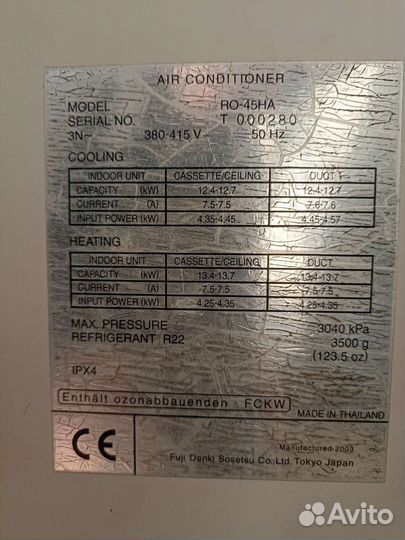 AIR CONDITIONER
MODEL RO-45HA
SERIAL NO. T 000280
3N~ 380-415 V 50 Hz
COOLING
INDOOR UNIT CASSETTE/CEILING DUCT
CAPACITY (kW) 12.4-12.7 12.4-12.7
CURRENT (A) 7.5-7.5 7.6-7.6
INPUT POWER (kW) 4.35-4.45 4.45-4.57
HEATING
INDOOR UNIT CASSETTE/CEILING DUCT
CAPACITY (kW) 13.4-13.7 13.4-13.7
CURRENT (A) 7.5-7.5 7.5-7.5
INPUT POWER (kW) 4.25-4.35 4.25-4.35
MAX. PRESSURE 3040 kPa
REFRIGERANT R22 3500 g
(123.5 oz)
IPX4
Enthält ozonabbauenden FCKW
MADE IN THAILAND
CE
Manufactured 2003
Fuji Denki Sosetsu Co., Ltd. Tokyo Japan
Avito